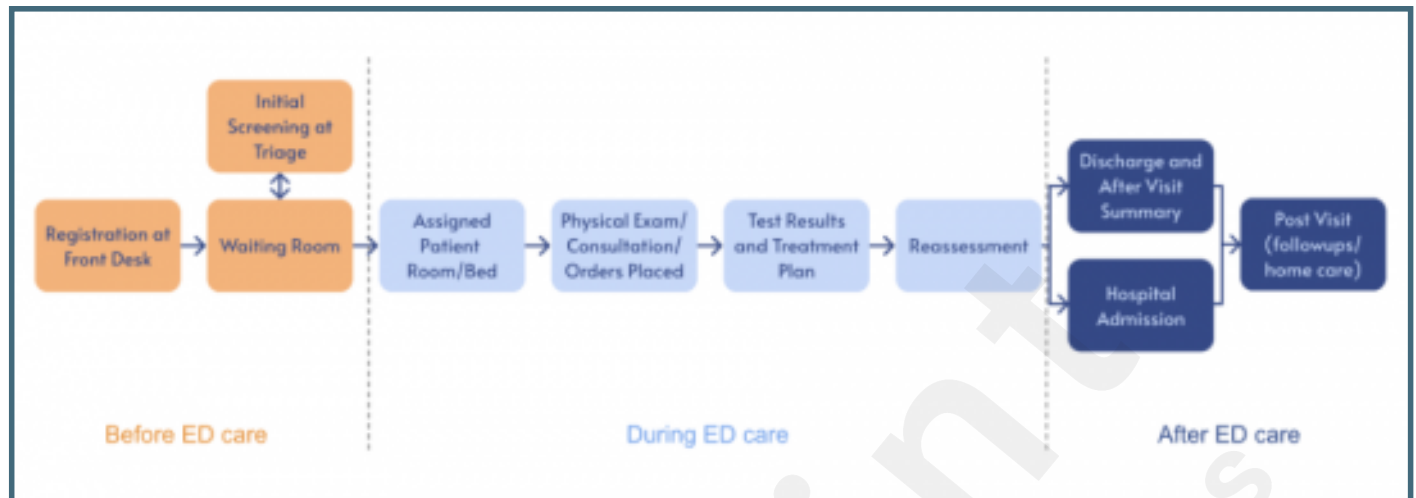 Initial
Screening at
Triage
Registration at
Front Desk
Waiting Room
Assigned
Patient
Room/Bed
Physical Exam/
Consultation/
Orders Placed
Test Results
and Treatment
Plan
Reassessment
Discharge and
After Visit
Summary
Hospital
Admission
Post Visit
(followups/
home care)
Before ED care
During ED care
After ED care